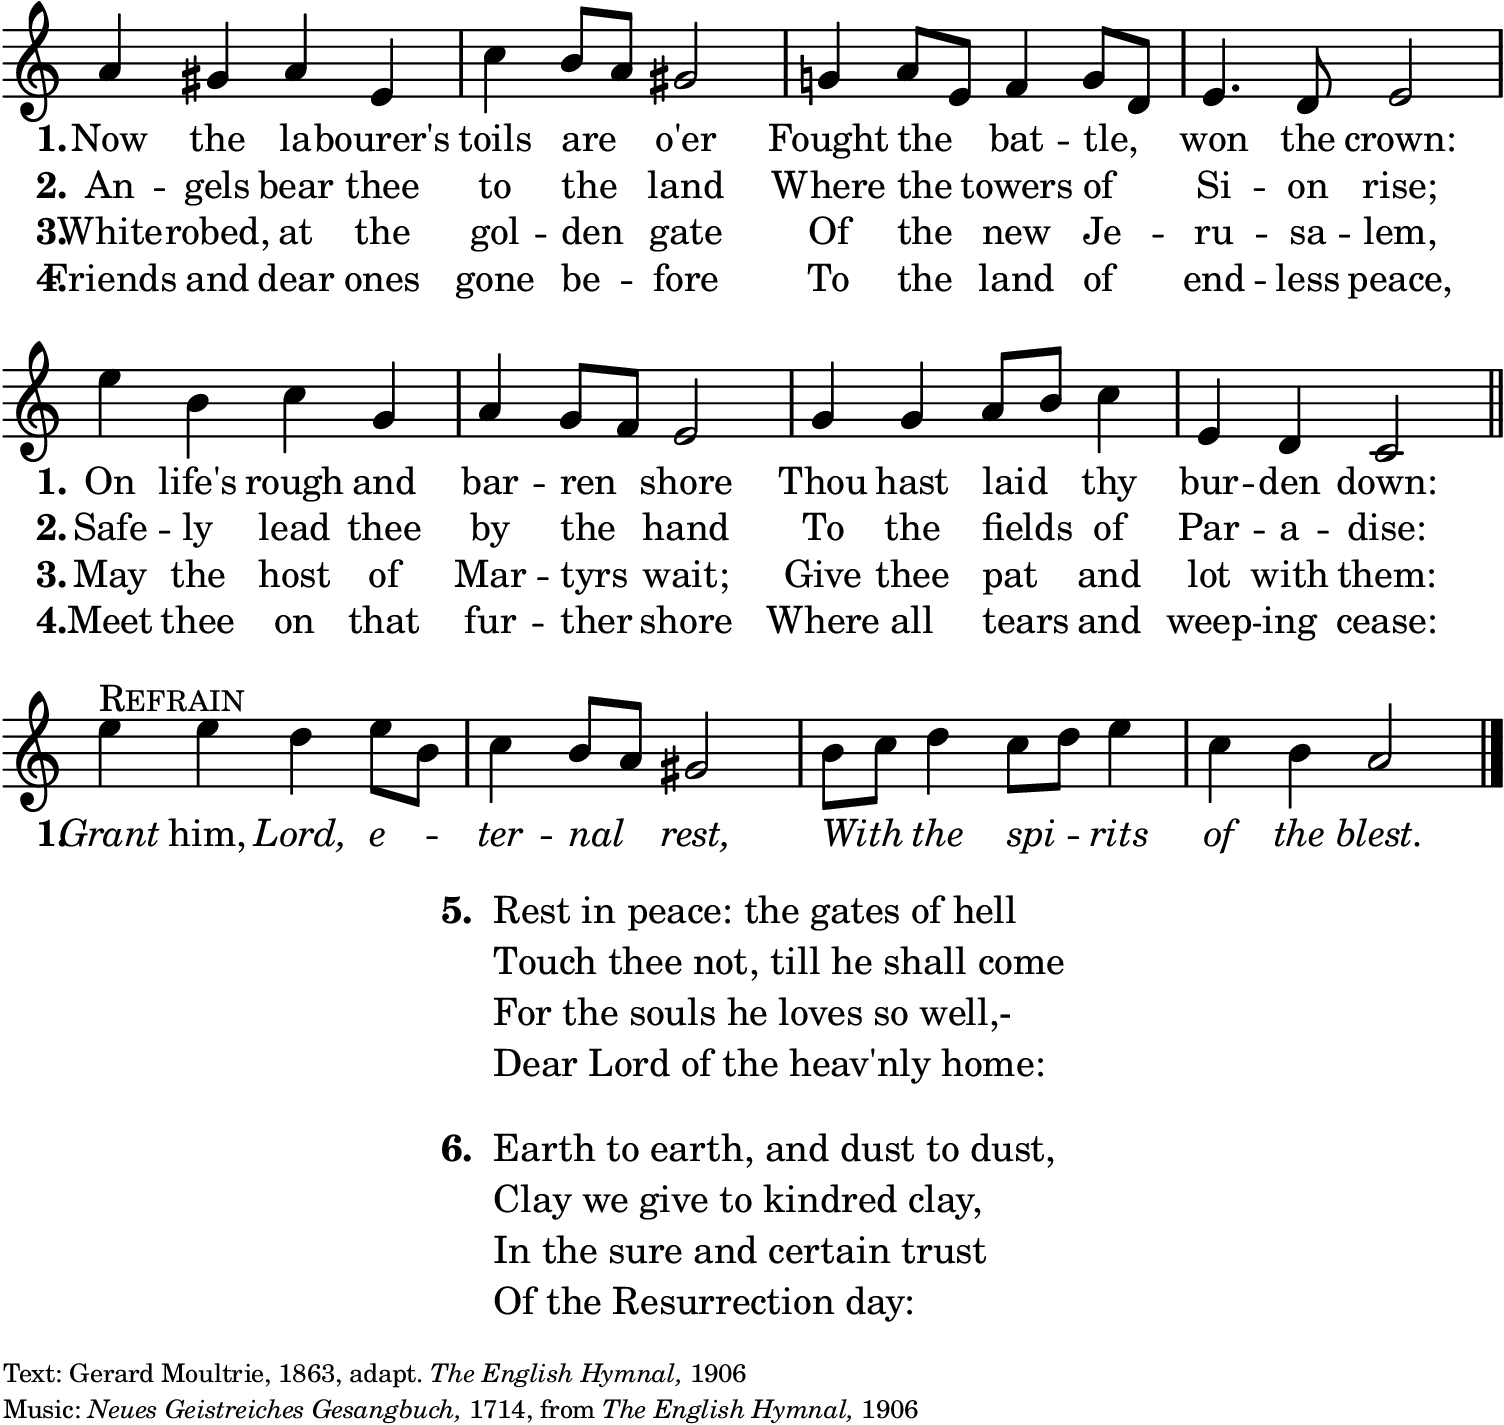 1. Now the labourer's toils are o'er Fought the bat - tle, won the crown:
2. An - gels bear thee to the land Where the towers of Si - on rise;
3. White robed, at the gol - den gate Of the new Je - ru - sa - lem,
4. Friends and dear ones gone be - fore To the land of end - less peace,
1. On life's rough and bar - ren shore Thou hast laid thy bur - den down:
2. Safe - ly lead thee by the hand To the fields of Par - a - dise:
3. May the host of Mar - tyrs wait; Give thee pat and lot with them:
4. Meet thee on that fur - ther shore Where all tears and weep - ing cease:
REFRAIN
1. Grant him, Lord, e - ter - nal rest, With the spi - rits of the blest.
5. Rest in peace: the gates of hell
Touch thee not, till he shall come
For the souls he loves so well,-
Dear Lord of the heav'nly home:
6. Earth to earth, and dust to dust,
Clay we give to kindred clay,
In the sure and certain trust
Of the Resurrection day:
Text: Gerard Moultrie, 1863, adapt. The English Hymnal, 1906
Music: Neues Geistreiches Gesangbuch, 1714, from The English Hymnal, 1906